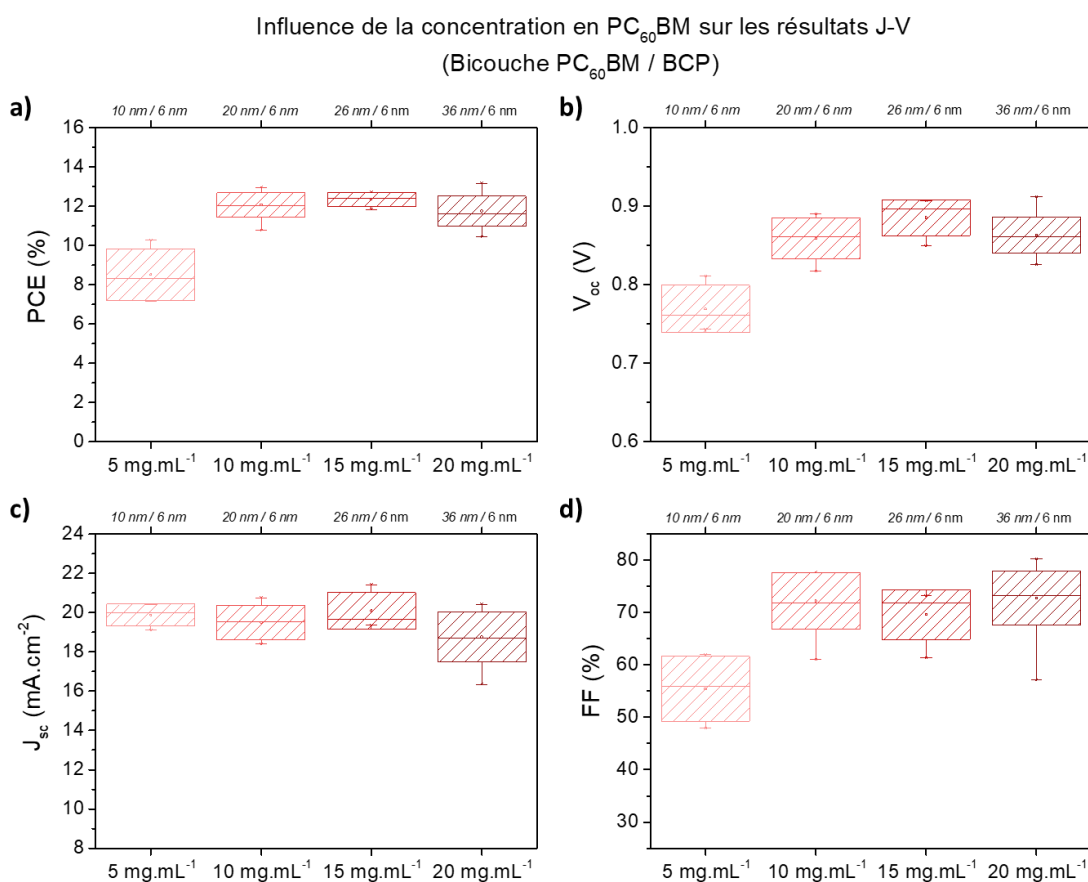 Influence de la concentration en PC₆₀BM sur les résultats J-V
(Bicouche PC₆₀BM / BCP)
a)
10 nm / 6 nm 20 nm / 6 nm 26 nm / 6 nm 36 nm / 6 nm
PCE (%)
16
14
12
10
8
6
4
2
0
5 mg.mL⁻¹ 10 mg.mL⁻¹ 15 mg.mL⁻¹ 20 mg.mL⁻¹
b)
10 nm / 6 nm 20 nm / 6 nm 26 nm / 6 nm 36 nm / 6 nm
Voc (V)
1.0
0.9
0.8
0.7
0.6
5 mg.mL⁻¹ 10 mg.mL⁻¹ 15 mg.mL⁻¹ 20 mg.mL⁻¹
c)
10 nm / 6 nm 20 nm / 6 nm 26 nm / 6 nm 36 nm / 6 nm
Jsc (mA.cm⁻²)
24
22
20
18
16
14
12
10
8
5 mg.mL⁻¹ 10 mg.mL⁻¹ 15 mg.mL⁻¹ 20 mg.mL⁻¹
d)
10 nm / 6 nm 20 nm / 6 nm 26 nm / 6 nm 36 nm / 6 nm
FF (%)
80
70
60
50
40
30
5 mg.mL⁻¹ 10 mg.mL⁻¹ 15 mg.mL⁻¹ 20 mg.mL⁻¹